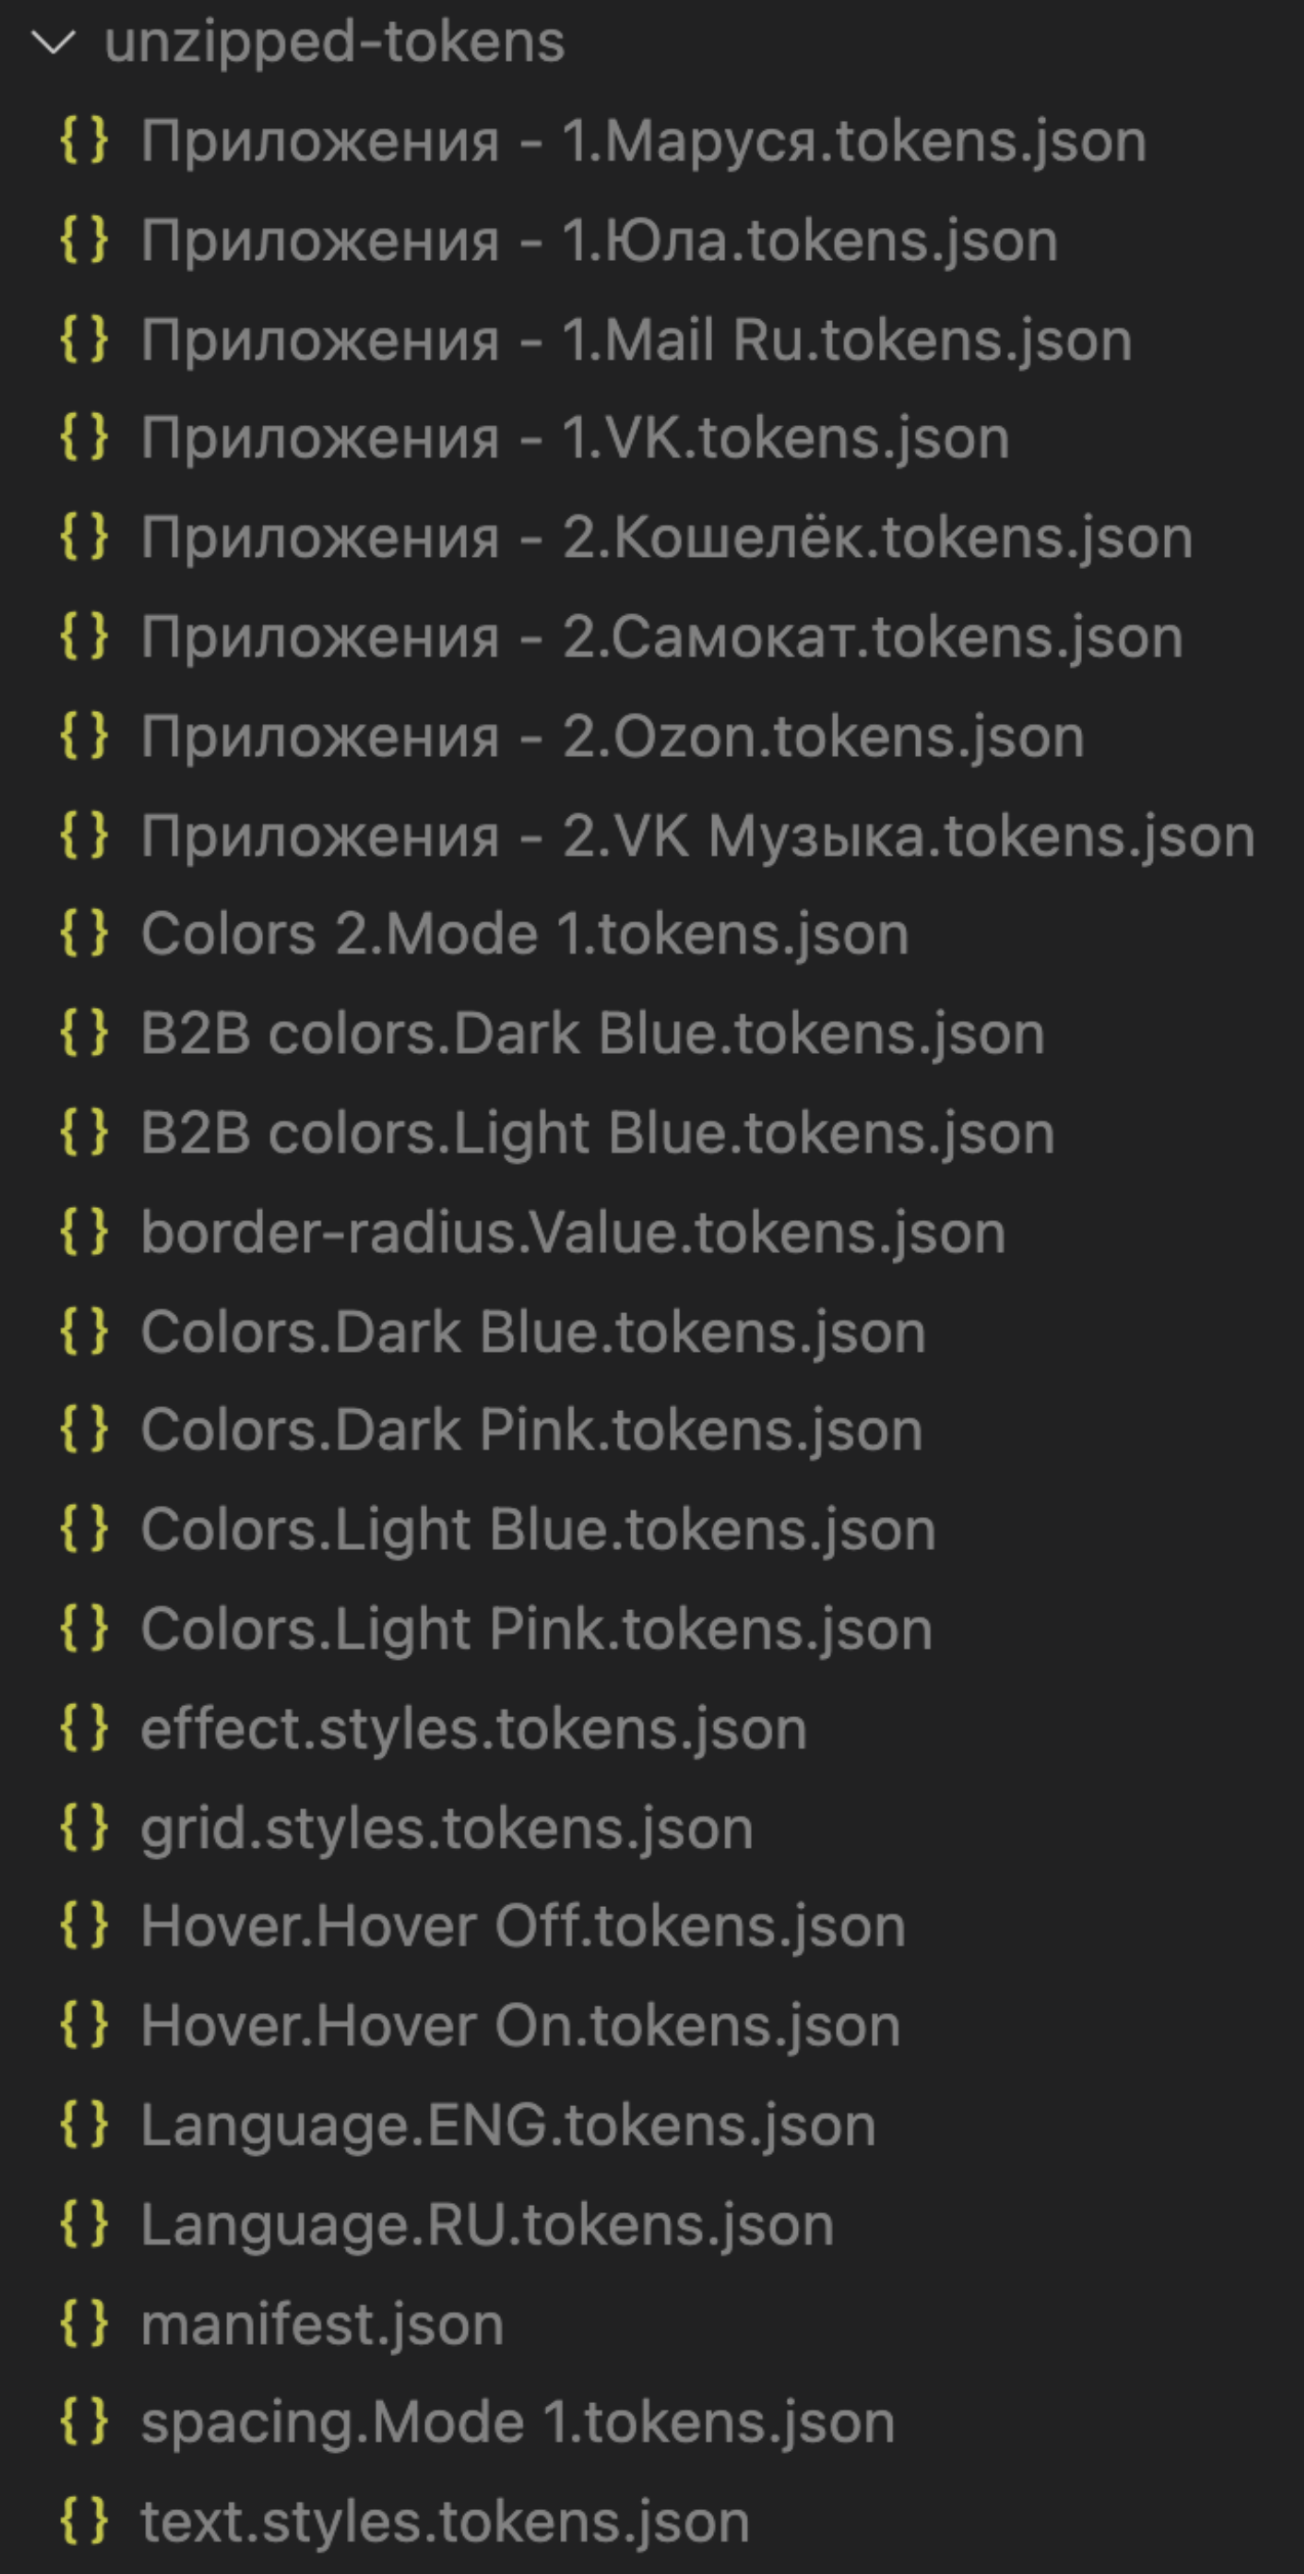 unzipped-tokens
{} Приложения - 1.Маруся.tokens.json
{} Приложения - 1.Юла.tokens.json
{} Приложения - 1.Mail Ru.tokens.json
{} Приложения - 1.VK.tokens.json
{} Приложения - 2.Кошелёк.tokens.json
{} Приложения - 2.Самокат.tokens.json
{} Приложения - 2.Ozon.tokens.json
{} Приложения - 2.VK Музыка.tokens.json
{} Colors 2.Mode 1.tokens.json
{} B2B colors.Dark Blue.tokens.json
{} B2B colors.Light Blue.tokens.json
{} border-radius.Value.tokens.json
{} Colors.Dark Blue.tokens.json
{} Colors.Dark Pink.tokens.json
{} Colors.Light Blue.tokens.json
{} Colors.Light Pink.tokens.json
{} effect.styles.tokens.json
{} grid.styles.tokens.json
{} Hover.Hover Off.tokens.json
{} Hover.Hover On.tokens.json
{} Language.ENG.tokens.json
{} Language.RU.tokens.json
{} manifest.json
{} spacing.Mode 1.tokens.json
{} text.styles.tokens.json